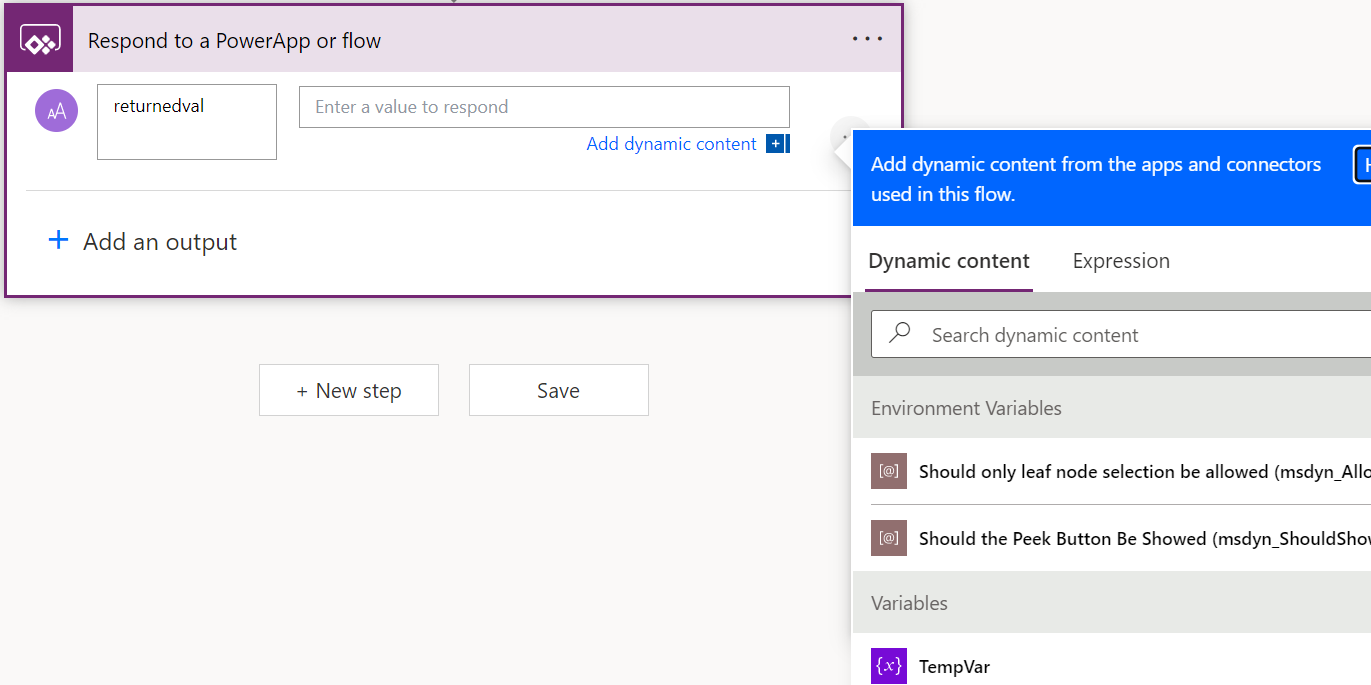 Respond to a PowerApp or flow
returnedval
Enter a value to respond
Add dynamic content
+ Add an output
+ New step
Save
Add dynamic content from the apps and connectors
used in this flow.
Dynamic content
Expression
Search dynamic content
Environment Variables
[@] Should only leaf node selection be allowed (msdyn_Allo
[@] Should the Peek Button Be Showed (msdyn_ShouldShow
Variables
{x} TempVar